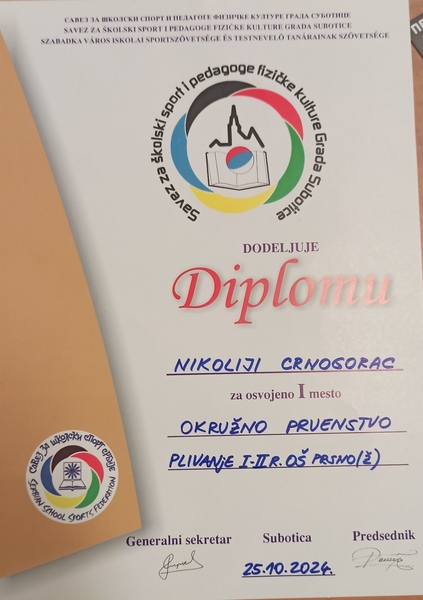 САВЕЗ ЗА ШКОЛСКИ СПОРТ И ПЕДАГОГЕ ФИЗИЧКЕ КУЛТУРЕ ГРАДА СУБОТИЦЕ
SAVEZ ZA ŠKOLSKI SPORT I PEDAGOGE FIZIČKE KULTURE GRADA SUBOTICE
SZABADKA VÁROS ISKOLAI SPORTSZÖVETSÉGE ÉS TESTNEVELŐ TANÁRAINAK SZÖVETSÉGE
Savez za školski sport i pedagoge fizičke kulture Grada Subotice
DODELJUJE
Diplomu
NIKOLIJI CRNOGORAC
za osvojeno I mesto
OKRUŽNO PRVENSTVO
PLIVANJE I-II R. OŠ PRSNO (Ž)
САВЕЗ ЗА ШКОЛСКИ СПОРТ СРБИЈЕ
SERBIAN SCHOOL SPORTS FEDERATION
Generalni sekretar Subotica Predsednik
25.10.2024.